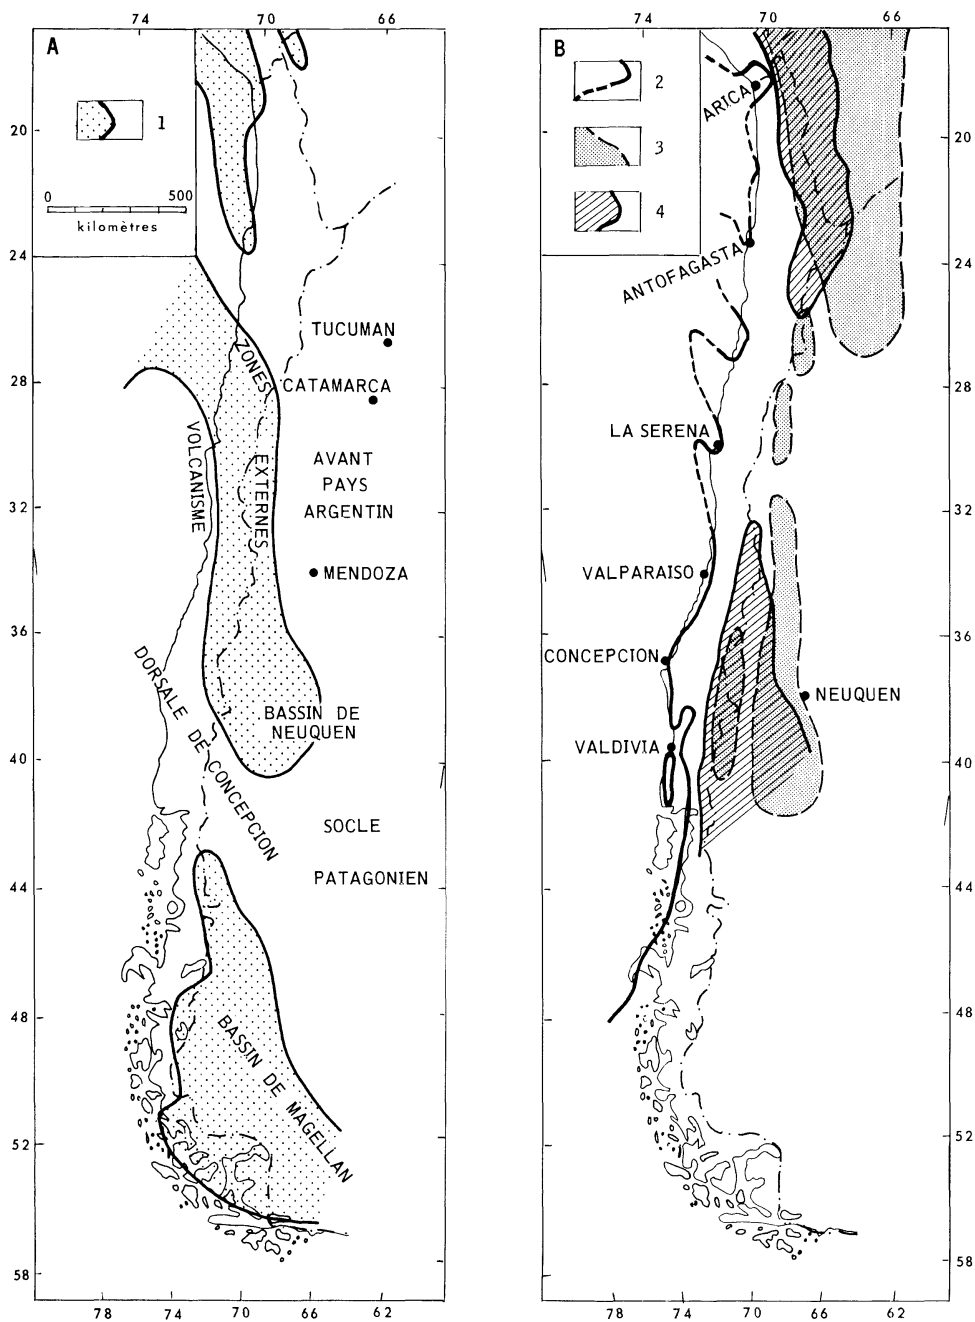 74 70 66
A
1
0 500
kilomètres
20
24
28
32
36
40
44
48
52
58
TUCUMAN
ZONES
CATAMARCA
VOLCANISME
EXTERNES
AVANT
PAYS
ARGENTIN
MENDOZA
DORSALE DE CONCEPCION
BASSIN DE
NEUQUEN
SOCLE
PATAGONIEN
BASSIN DE MAGELLAN
78 74 70 66 62
74 70 66
B
2
3
4
ARICA
ANTOFAGASTA
LA SERENA
VALPARAISO
CONCEPCION
NEUQUEN
VALDIVIA
20
24
28
32
36
40
44
48
52
58
78 74 70 66 62